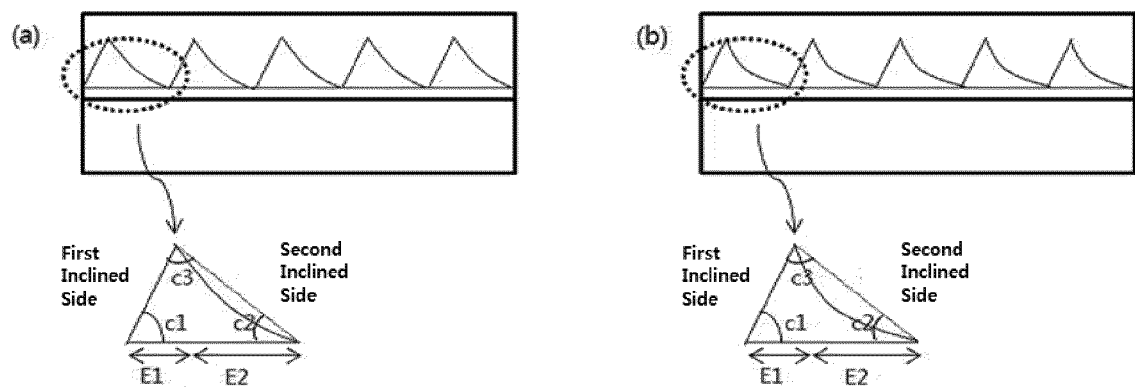 (a)
First
Inclined
Side
Second
Inclined
Side
c3
c1
c2
E1
E2
(b)
First
Inclined
Side
Second
Inclined
Side
c3
c1
c2
E1
E2